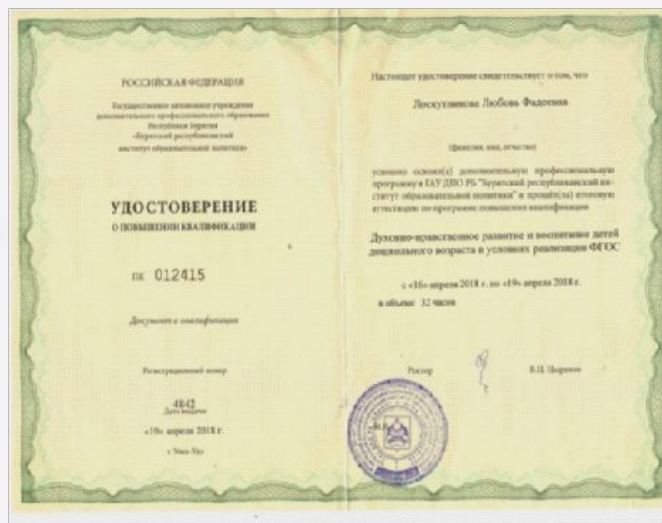 РОССИЙСКАЯ ФЕДЕРАЦИЯ
Государственное автономное учреждение
дополнительного профессионального образования
Республики Бурятия
«Бурятский республиканский
институт образовательной политики»
УДОСТОВЕРЕНИЕ
О ПОВЫШЕНИИ КВАЛИФИКАЦИИ
ПК 012415
Документ о квалификации
Регистрационный номер
4842
Дата выдачи
«19» апреля 2018 г.
г Улан-Удэ
Настоящее удостоверение свидетельствует о том, что
Любовь Фадеевна
(фамилия, имя, отчество)
успешно освоил(а) дополнительную профессиональную
программу в ГАУ ДПО РБ "Бурятский республиканский ин-
ститут образовательной политики" и прошёл(ла) итоговую
аттестацию по программе повышения квалификации
Духовно-нравственное развитие и воспитание детей
дошкольного возраста в условиях реализации ФГОС
с «16» апреля 2018 г. по «19» апреля 2018 г.
в объеме 32 часов
Ректор
В.Ц. Цыренов